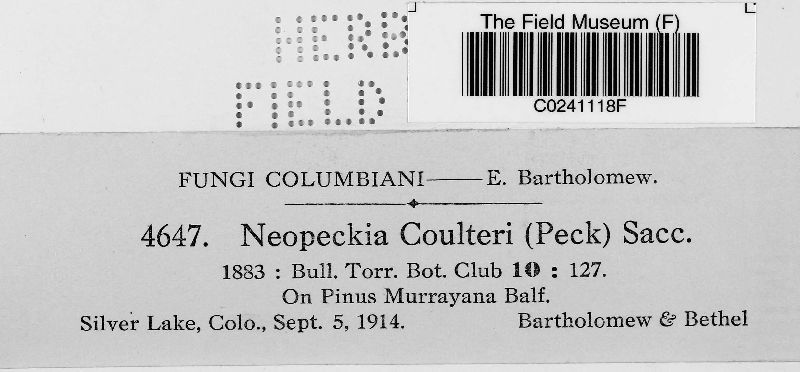 HERB
FIELD
The Field Museum (F)
C0241118F
FUNGI COLUMBIANI——E. Bartholomew.
4647. Neopeckia Coulteri (Peck) Sacc.
1883 : Bull. Torr. Bot. Club 10 : 127.
On Pinus Murrayana Balf.
Silver Lake, Colo., Sept. 5, 1914. Bartholomew & Bethel